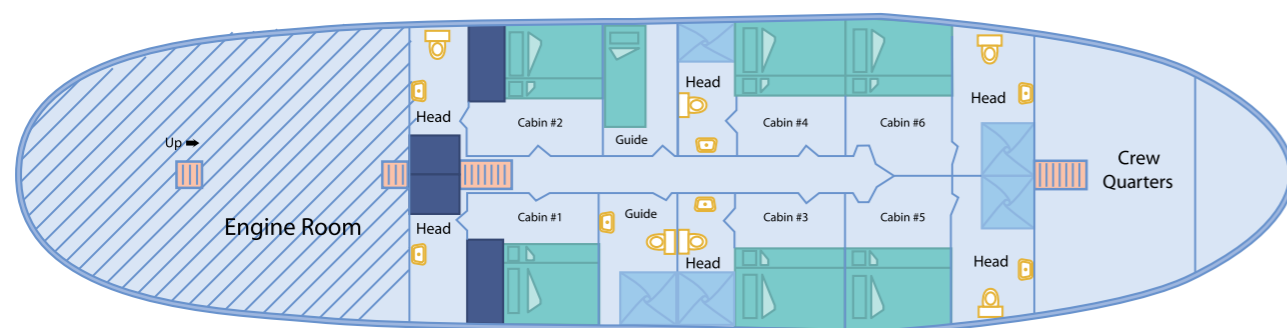 Up ➡
Engine Room
Head
Cabin #2
Guide
Head
Cabin #4
Cabin #6
Head
Crew
Quarters
Head
Cabin #1
Guide
Head
Cabin #3
Cabin #5
Head